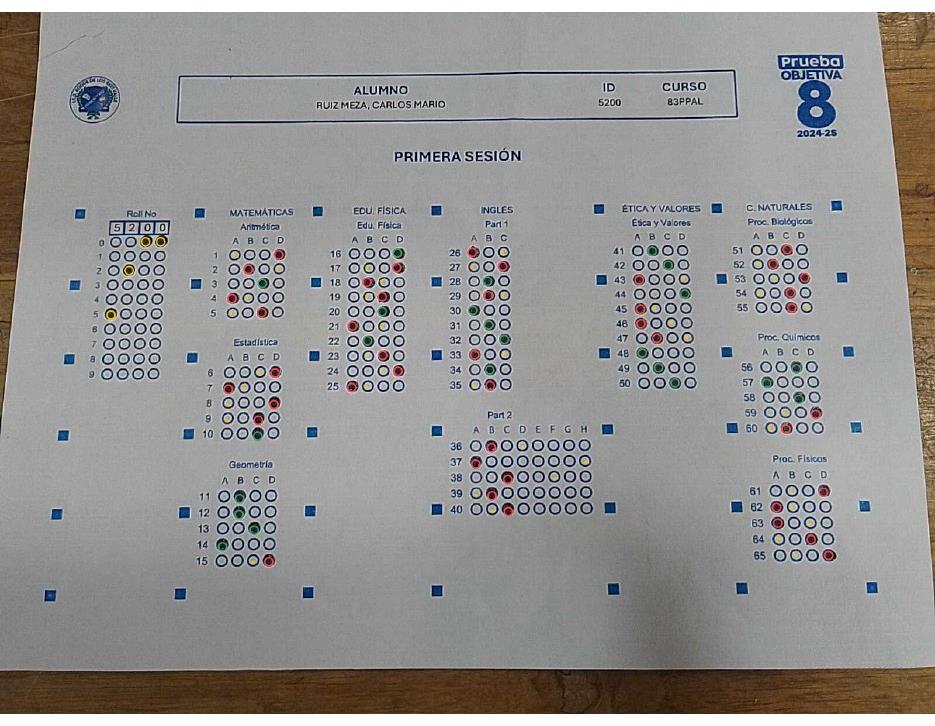 Prueba
OBJETIVA
8
2024-25
ALUMNO ID CURSO
RUIZ MEZA, CARLOS MARIO 5200 83PPAL
PRIMERA SESIÓN
Roll No
5 2 0 0
0
1
2
3
4
5
6
7
8
9
MATEMÁTICAS
Aritmética
A B C D
1
2
3
4
5
Estadística
A B C D
6
7
8
9
10
Geometría
A B C D
11
12
13
14
15
EDU. FÍSICA
Edu. Física
A B C D
16
17
18
19
20
21
22
23
24
25
INGLÉS
Part 1
A B C
26
27
28
29
30
31
32
33
34
35
Part 2
A B C D E F G H
36
37
38
39
40
ÉTICA Y VALORES
Ética y Valores
A B C D
41
42
43
44
45
46
47
48
49
50
C. NATURALES
Proc. Biológicos
A B C D
51
52
53
54
55
Proc. Químicos
A B C D
56
57
58
59
60
Proc. Físicos
A B C D
61
62
63
64
65